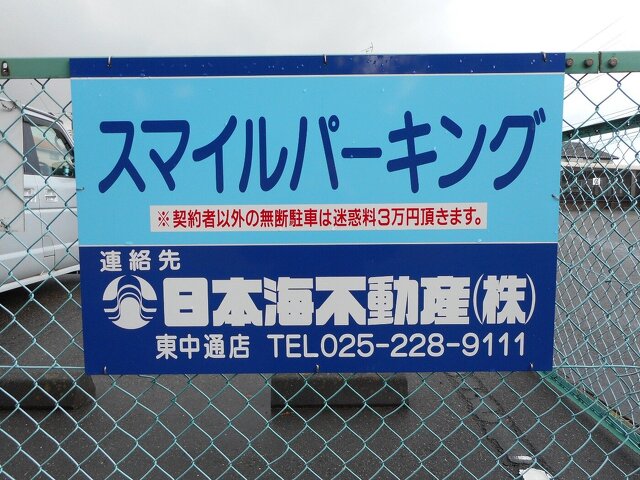 スマイルパーキング
※契約者以外の無断駐車は迷惑料3万円頂きます。
連絡先
日本海不動産(株)
東中通店 TEL025-228-9111